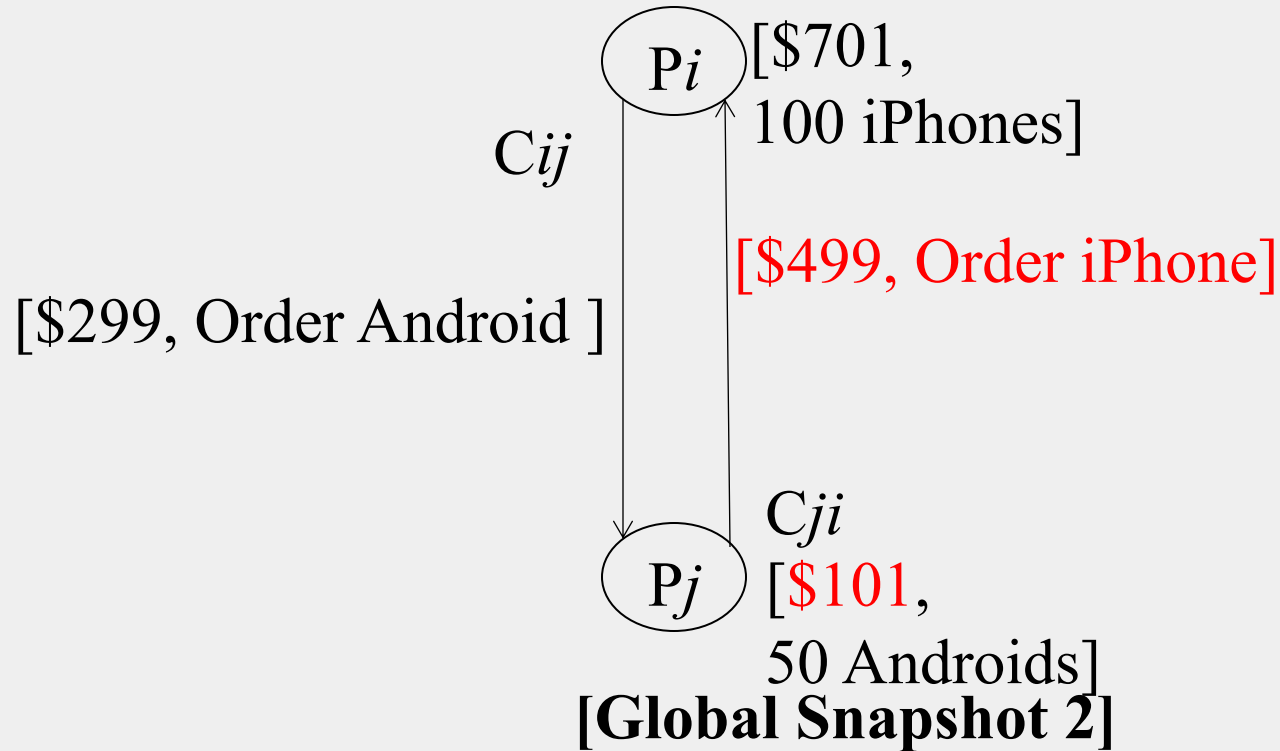 Pi
[$701,
100 iPhones]
Cij
[$499, Order iPhone]
[$299, Order Android ]
Cji
Pj
[$101,
50 Androids]
[Global Snapshot 2]